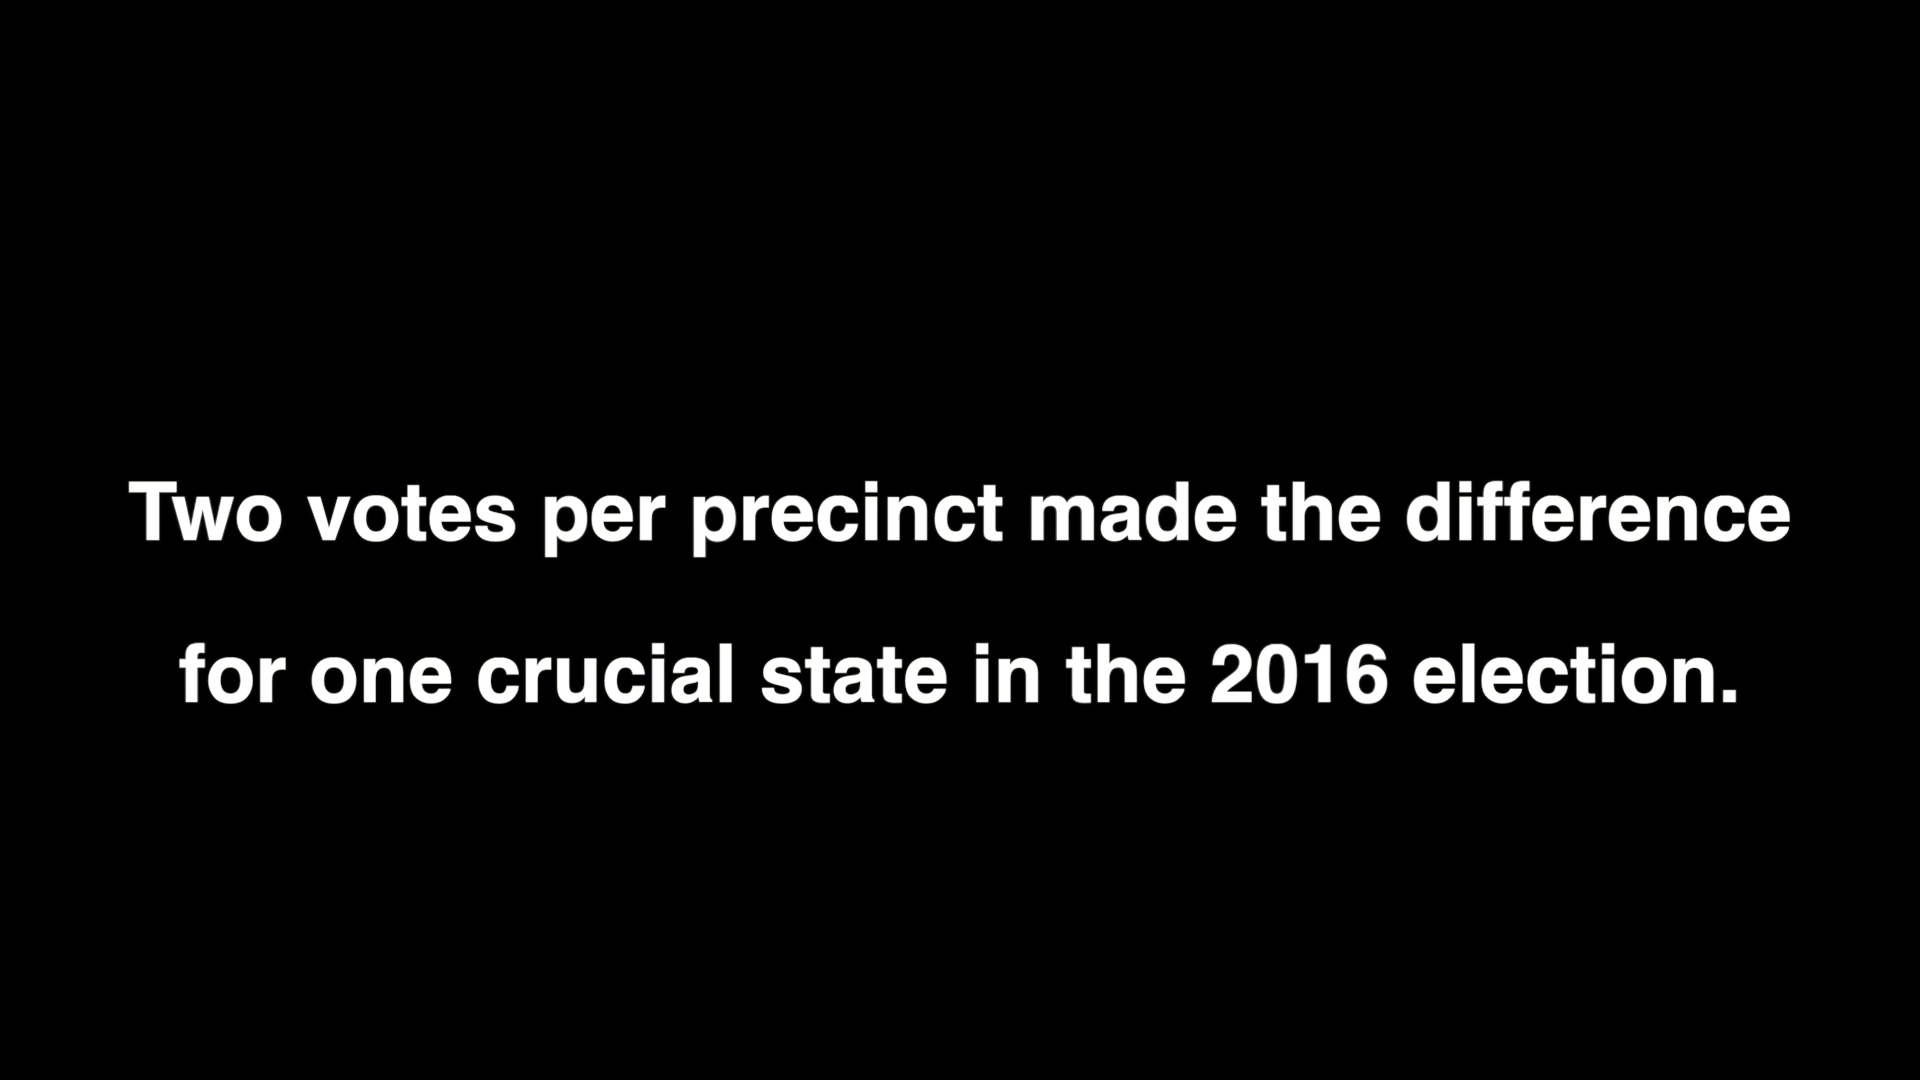 Two votes per precinct made the difference
for one crucial state in the 2016 election.